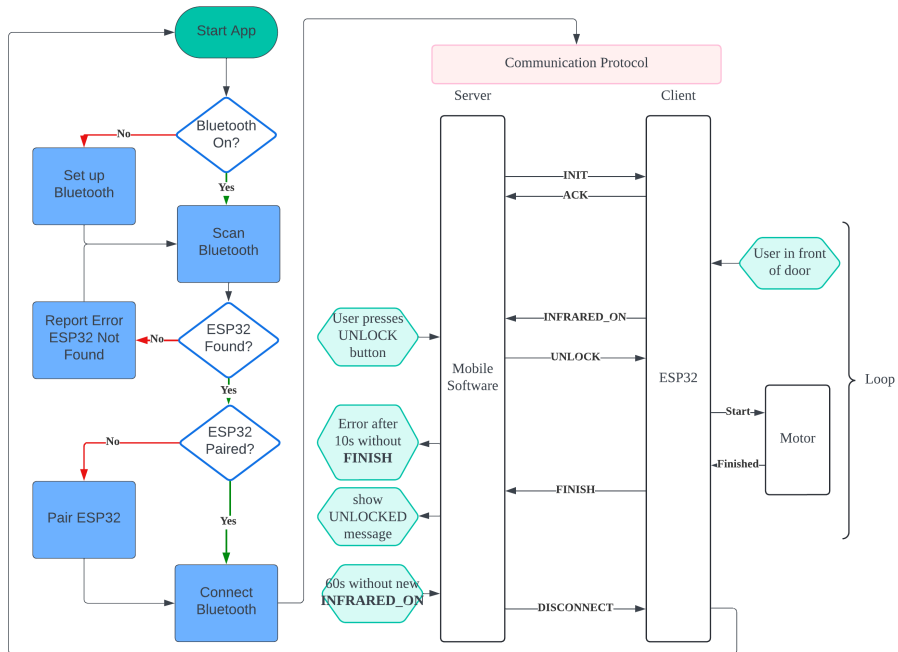 Start App
Bluetooth
On?
No
Yes
Set up
Bluetooth
Scan
Bluetooth
Report Error
ESP32 Not
Found
No
ESP32
Found?
Yes
ESP32
Paired?
No
Pair ESP32
Yes
Connect
Bluetooth
Communication Protocol
Server
Client
INIT
ACK
User in front
of door
INFRARED_ON
User presses
UNLOCK
button
UNLOCK
Mobile
Software
ESP32
Loop
Start
Motor
Finished
Error after
10s without
FINISH
FINISH
show
UNLOCKED
message
60s without new
INFRARED_ON
DISCONNECT